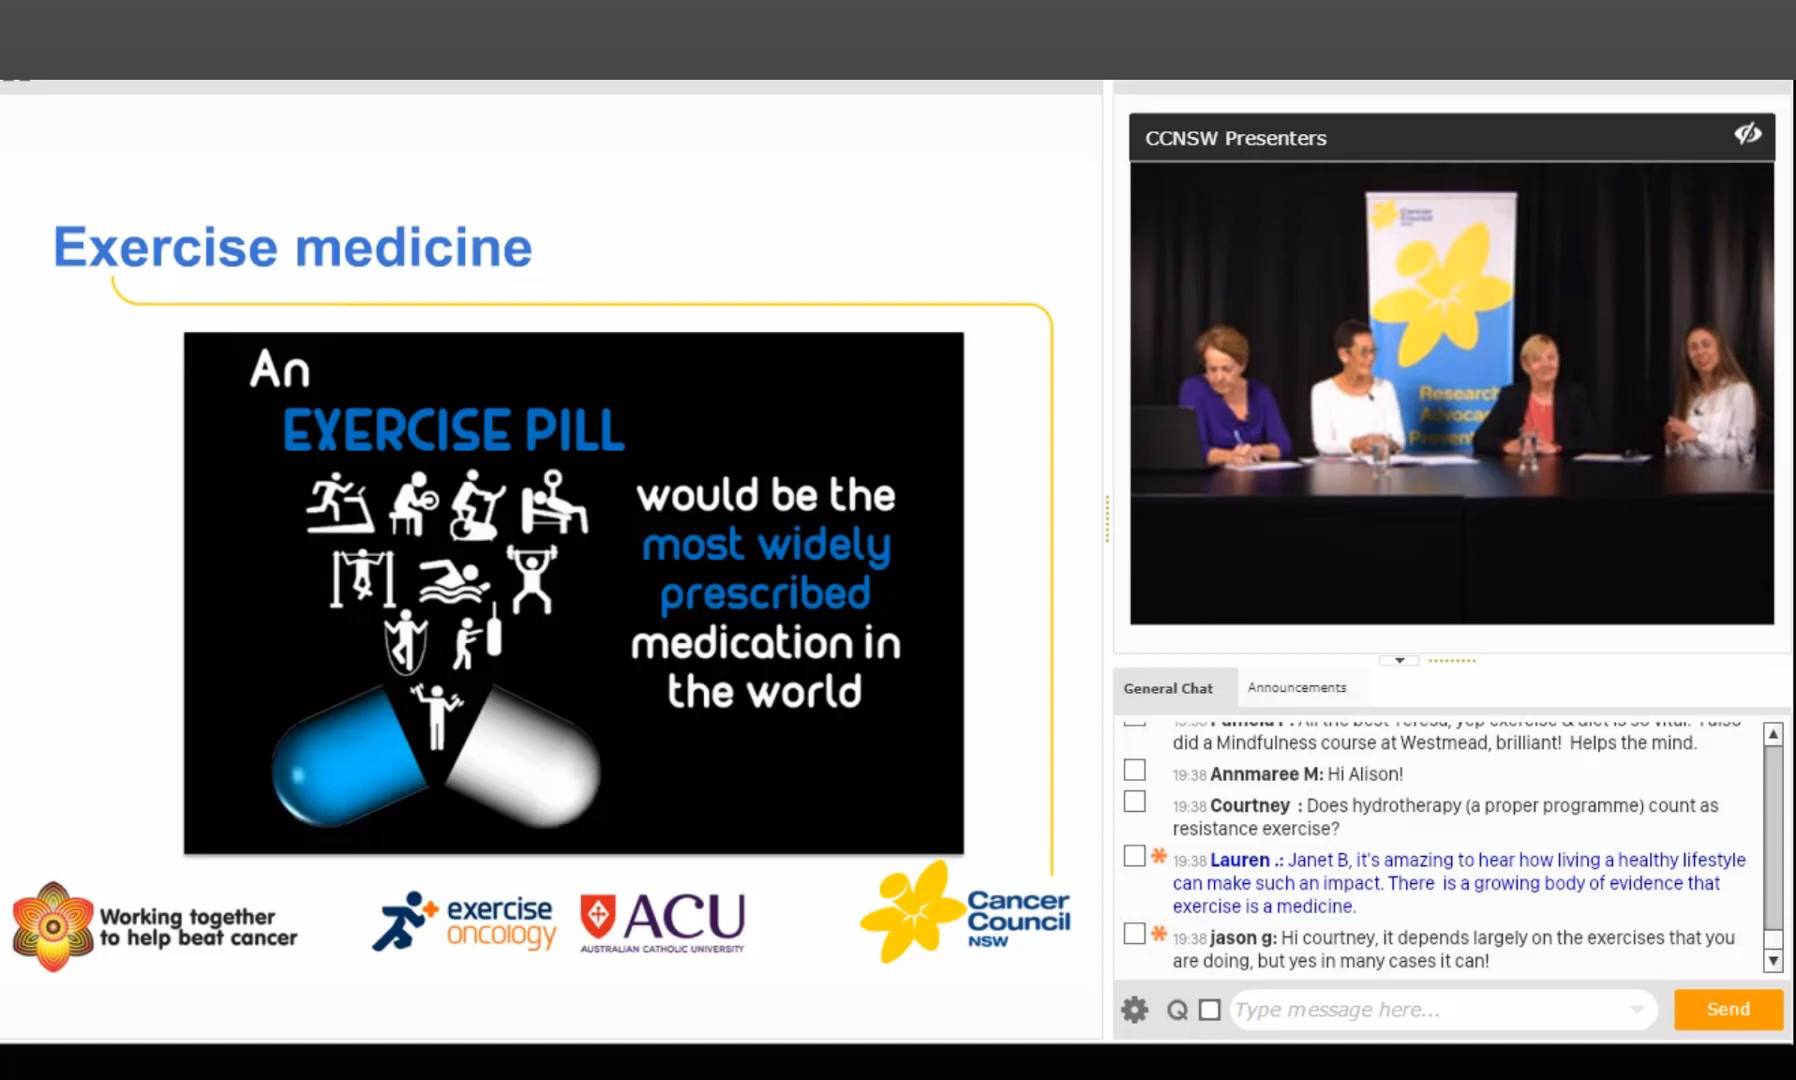 Exercise medicine
An
EXERCISE PILL
would be the
most widely
prescribed
medication in
the world
Working together
to help beat cancer
exercise
oncology
ACU
AUSTRALIAN CATHOLIC UNIVERSITY
Cancer
Council
NSW
CCNSW Presenters
Cancer
Council
Research
General Chat
Announcements
did a Mindfulness course at Westmead, brilliant! Helps the mind.
19:38 Annmaree M: Hi Alison!
19:38 Courtney : Does hydrotherapy (a proper programme) count as
resistance exercise?
19:38 Lauren .: Janet B, it's amazing to hear how living a healthy lifestyle
can make such an impact. There is a growing body of evidence that
exercise is a medicine.
19:38 jason g: Hi courtney, it depends largely on the exercises that you
are doing, but yes in many cases it can!
Type message here...
Send